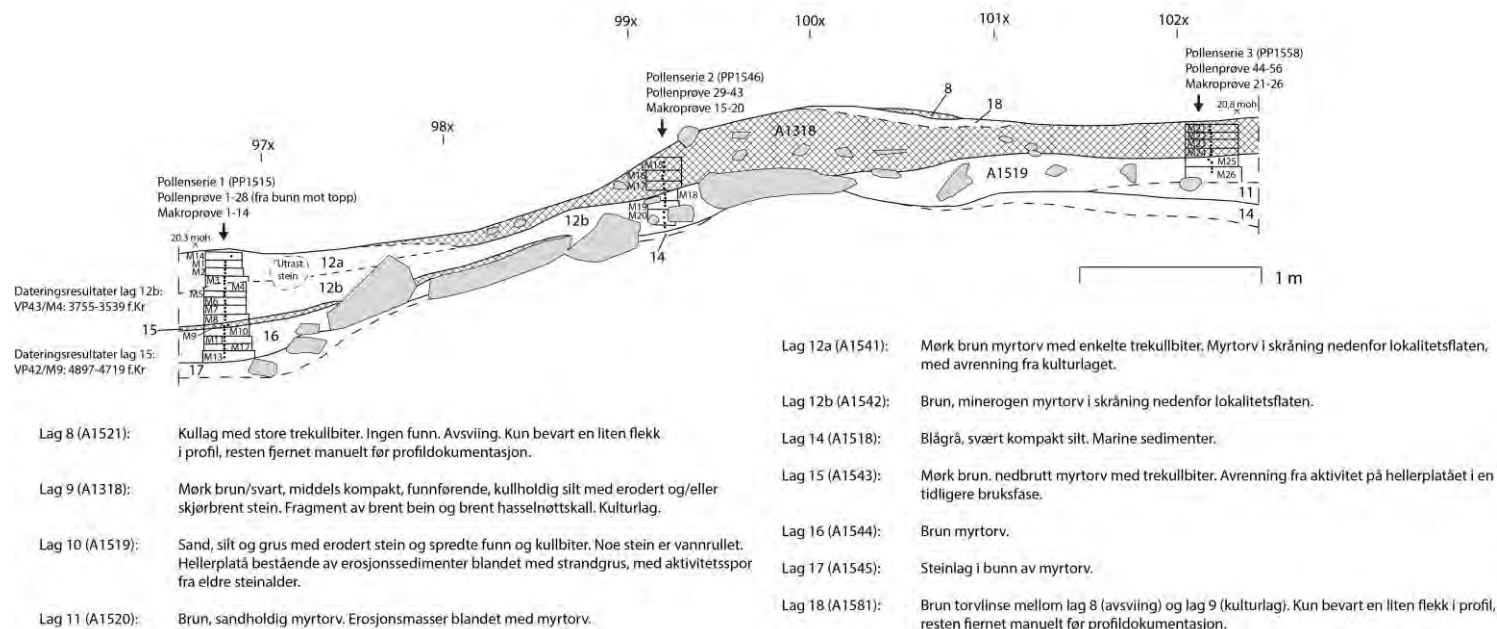 99x
100x
101x
102x
98x
97x
Pollenserie 3 (PP1558)
Pollenprøve 44-56
Makroprøve 21-26
20,8 moh
Pollenserie 2 (PP1546)
Pollenprøve 29-43
Makroprøve 15-20
8
18
A1318
A1519
M21
M22
M23
M24
M25
M26
11
14
M15
M16
M17
M18
M19
M20
12b
14
Pollenserie 1 (PP1515)
Pollenprøve 1-28 (fra bunn mot topp)
Makroprøve 1-14
20,3 moh
M14
M1
M2
M3
M4
M5
M6
M7
M8
M9
M10
M11
M12
M13
Utrast
stein
12a
12b
15
16
17
1 m
Dateringsresultater lag 12b:
VP43/M4: 3755-3539 f.Kr
Dateringsresultater lag 15:
VP42/M9: 4897-4719 f.Kr
Lag 8 (A1521): Kullag med store trekullbiter. Ingen funn. Avsviing. Kun bevart en liten flekk
i profil, resten fjernet manuelt før profildokumentasjon.
Lag 9 (A1318): Mørk brun/svart, middels kompakt, funnførende, kullholdig silt med erodert og/eller
skjørbrent stein. Fragment av brent bein og brent hasselnøttskall. Kulturlag.
Lag 10 (A1519): Sand, silt og grus med erodert stein og spredte funn og kullbiter. Noe stein er vannrullet.
Hellerplatå bestående av erosjonssedimenter blandet med strandgrus, med aktivitetsspor
fra eldre steinalder.
Lag 11 (A1520): Brun, sandholdig myrtorv. Erosjonsmasser blandet med myrtorv.
Lag 12a (A1541): Mørk brun myrtorv med enkelte trekullbiter. Myrtorv i skråning nedenfor lokalitetsflaten,
med avrenning fra kulturlaget.
Lag 12b (A1542): Brun, minerogen myrtorv i skråning nedenfor lokalitetsflaten.
Lag 14 (A1518): Blågrå, svært kompakt silt. Marine sedimenter.
Lag 15 (A1543): Mørk brun. nedbrutt myrtorv med trekullbiter. Avrenning fra aktivitet på hellerplatået i en
tidligere bruksfase.
Lag 16 (A1544): Brun myrtorv.
Lag 17 (A1545): Steinlag i bunn av myrtorv.
Lag 18 (A1581): Brun torvlinse mellom lag 8 (avsviing) og lag 9 (kulturlag). Kun bevart en liten flekk i profil,
resten fjernet manuelt før profildokumentasjon.